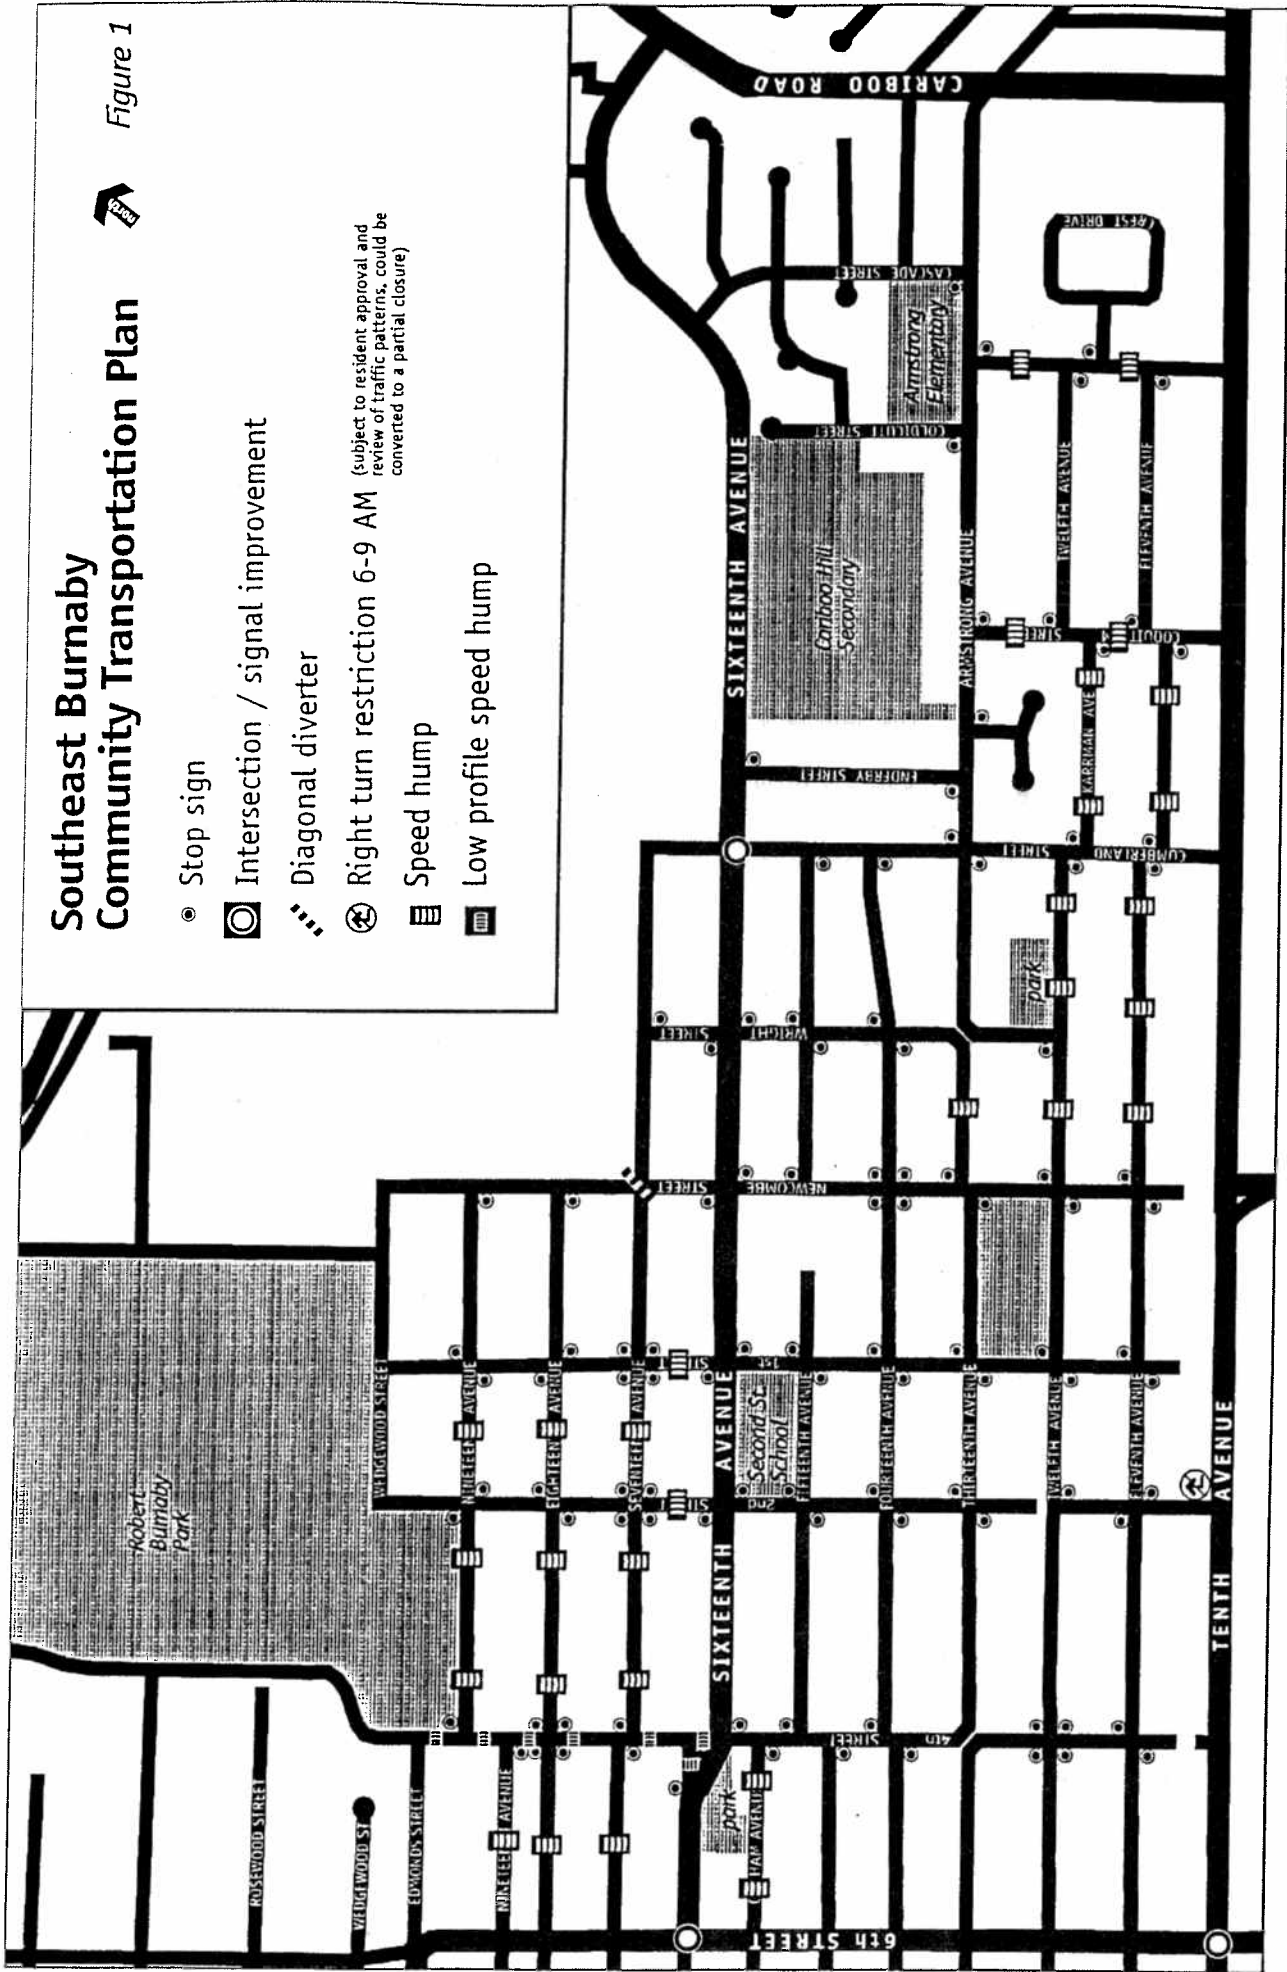 Southeast Burnaby
Community Transportation Plan
north
Figure 1
Stop sign
Intersection / signal improvement
Diagonal diverter
Right turn restriction 6-9 AM (subject to resident approval and
review of traffic patterns, could be
converted to a partial closure)
Speed hump
Low profile speed hump
Robert
Burnaby
Park
ROSEWOOD STREET
WEDGEWOOD ST
EDMONDS STREET
NINETEENTH AVENUE
WEDGEWOOD STREET
NINETEENTH AVENUE
EIGHTEENTH AVENUE
SEVENTEENTH AVENUE
SIXTEENTH AVENUE
SIXTEENTH AVENUE
Second St.
School
FIFTEENTH AVENUE
FOURTEENTH AVENUE
THIRTEENTH AVENUE
TWELFTH AVENUE
ELEVENTH AVENUE
TENTH AVENUE
park
HAM AVENUE
6th STREET
4th STREET
2nd ST
1st ST
NEWCOMBE STREET
WRIGHT STREET
park
CUMBERLAND STREET
ENDERBY STREET
Cariboo Hill
Secondary
ARMSTRONG AVENUE
KARRMAN AVE
COQUIT M STREET
TWELFTH AVENUE
ELEVENTH AVENUE
COLDICUTT STREET
Armstrong
Elementary
CASCADE STREET
CREST DRIVE
CARIBOO ROAD